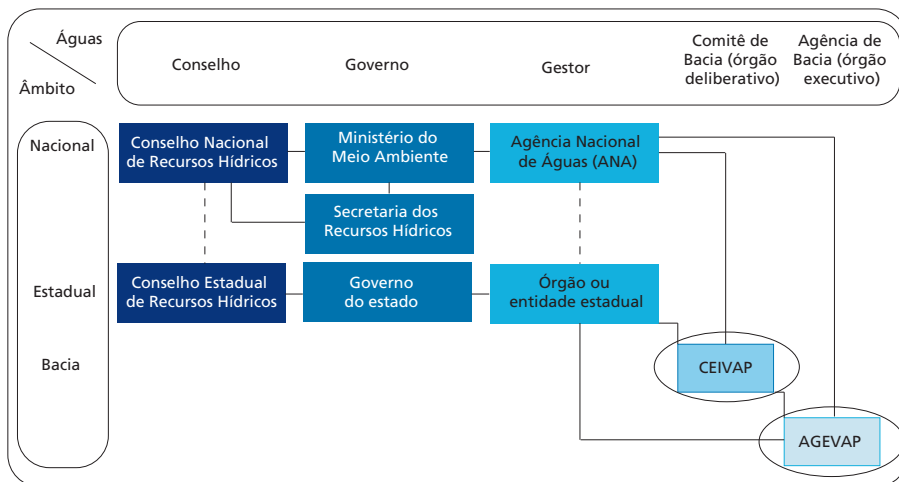 Águas
Âmbito
Conselho
Governo
Gestor
Comitê de
Bacia (órgão
deliberativo)
Agência de
Bacia (órgão
executivo)
Nacional
Conselho Nacional
de Recursos Hídricos
Ministério do
Meio Ambiente
Agência Nacional
de Águas (ANA)
Secretaria dos
Recursos Hídricos
Estadual
Conselho Estadual
de Recursos Hídricos
Governo
do estado
Órgão ou
entidade estadual
Bacia
CEIVAP
AGEVAP